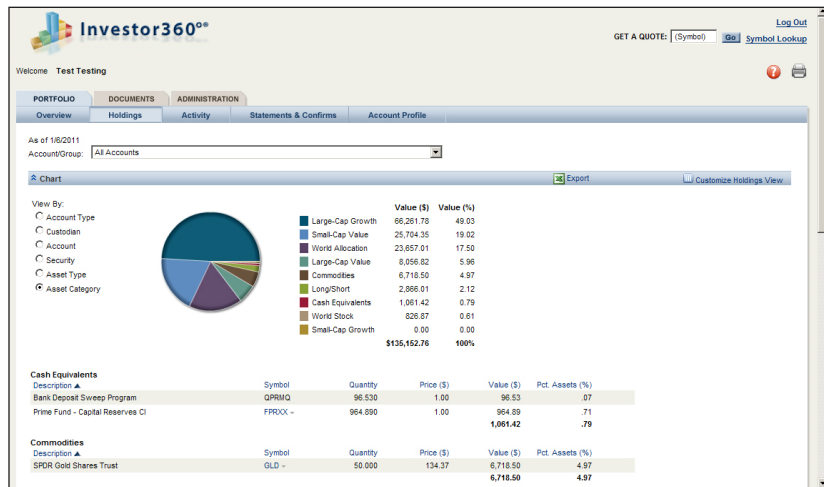 Investor360°®
Log Out
GET A QUOTE: (Symbol) Go Symbol Lookup
Welcome Test Testing
PORTFOLIO DOCUMENTS ADMINISTRATION
Overview Holdings Activity Statements & Confirms Account Profile
As of 1/6/2011
Account/Group: All Accounts
Chart Export Customize Holdings View
View By:
Account Type
Custodian
Account
Security
Asset Type
Asset Category
Value ($) Value (%)
Large-Cap Growth 66,261.78 49.03
Small-Cap Value 25,704.35 19.02
World Allocation 23,657.01 17.50
Large-Cap Value 8,056.82 5.96
Commodities 6,718.50 4.97
Long/Short 2,866.01 2.12
Cash Equivalents 1,061.42 0.79
World Stock 826.87 0.61
Small-Cap Growth 0.00 0.00
$135,152.76 100%
Cash Equivalents
Description Symbol Quantity Price ($) Value ($) Pct. Assets (%)
Bank Deposit Sweep Program QPRMQ 96.530 1.00 96.53 .07
Prime Fund - Capital Reserves Cl FPRXX 964.890 1.00 964.89 .71
1,061.42 .79
Commodities
Description Symbol Quantity Price ($) Value ($) Pct. Assets (%)
SPDR Gold Shares Trust GLD 50.000 134.37 6,718.50 4.97
6,718.50 4.97